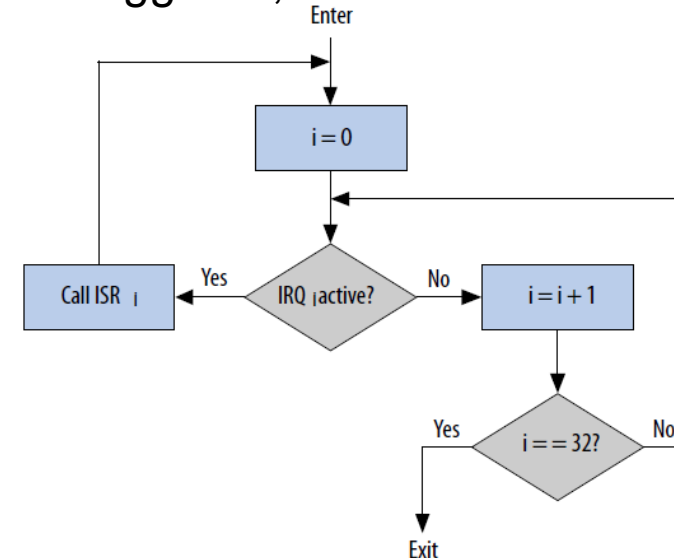 Enter
i = 0
Call ISR i
Yes
IRQ i active?
No
i = i + 1
Yes
i = = 32?
No
Exit